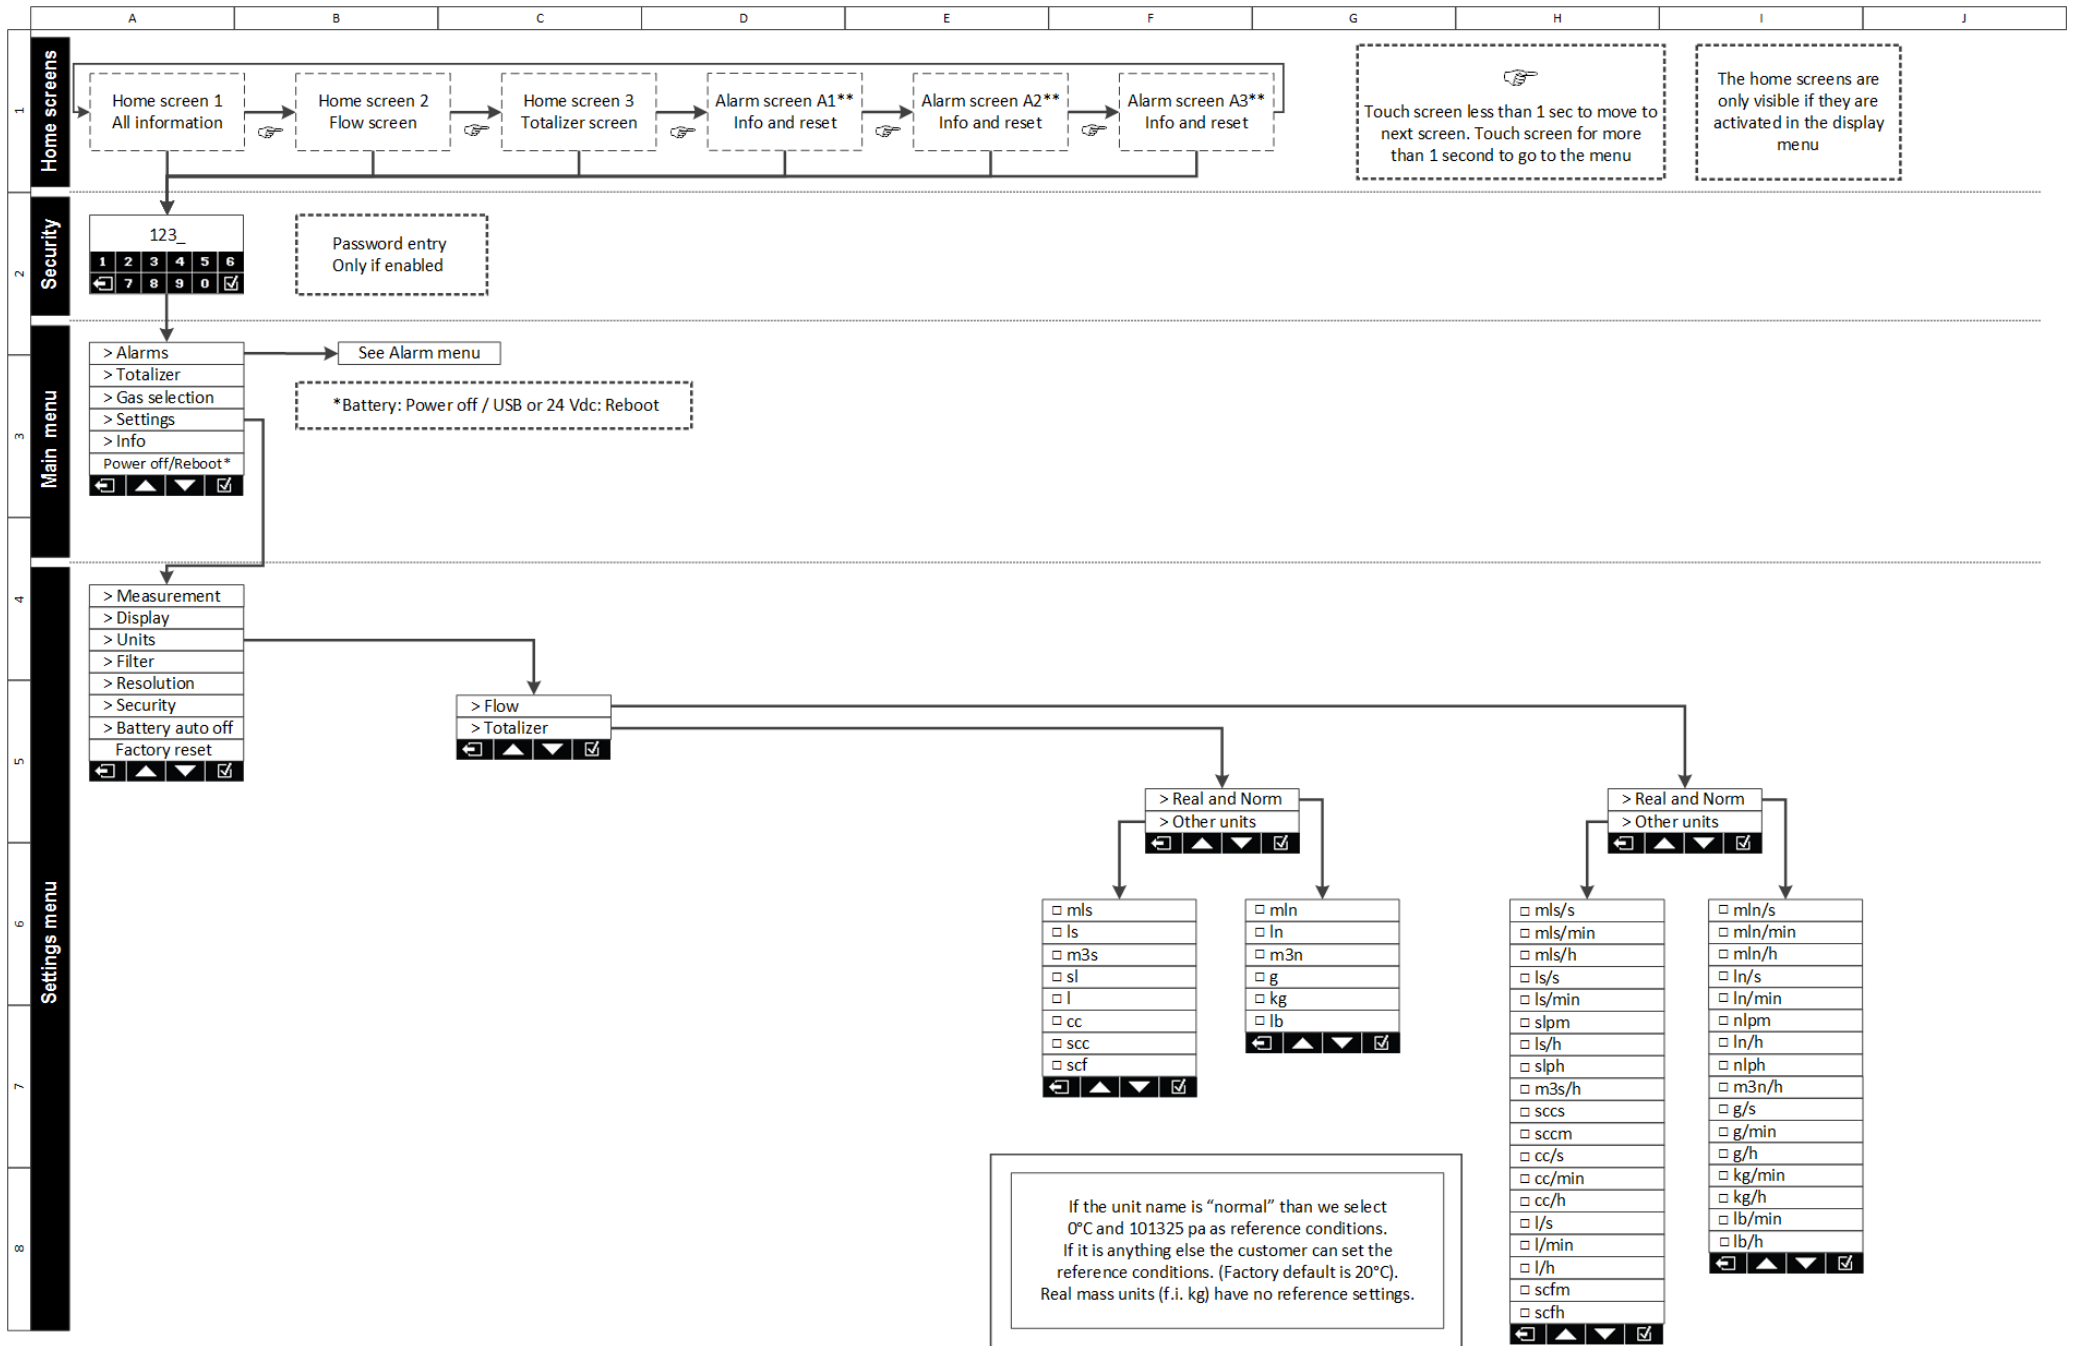 A B C D E F G H I J
1
Home screens
Home screen 1
All information
Home screen 2
Flow screen
Home screen 3
Totalizer screen
Alarm screen A1**
Info and reset
Alarm screen A2**
Info and reset
Alarm screen A3**
Info and reset
Touch screen less than 1 sec to move to
next screen. Touch screen for more
than 1 second to go to the menu
The home screens are
only visible if they are
activated in the display
menu
2
Security
123_
1 2 3 4 5 6
7 8 9 0
Password entry
Only if enabled
3
Main menu
> Alarms
> Totalizer
> Gas selection
> Settings
> Info
Power off/Reboot*
See Alarm menu
*Battery: Power off / USB or 24 Vdc: Reboot
4
5
6
7
8
Settings menu
> Measurement
> Display
> Units
> Filter
> Resolution
> Security
> Battery auto off
Factory reset
> Flow
> Totalizer
> Real and Norm
> Other units
> Real and Norm
> Other units
□ mls
□ ls
□ m3s
□ sl
□ l
□ cc
□ scc
□ scf
□ mln
□ ln
□ m3n
□ g
□ kg
□ lb
□ mls/s
□ mls/min
□ mls/h
□ ls/s
□ ls/min
□ slpm
□ ls/h
□ slph
□ m3s/h
□ sccs
□ sccm
□ cc/s
□ cc/min
□ cc/h
□ l/s
□ l/min
□ l/h
□ scfm
□ scfh
□ mln/s
□ mln/min
□ mln/h
□ ln/s
□ ln/min
□ nlpm
□ ln/h
□ nlph
□ m3n/h
□ g/s
□ g/min
□ g/h
□ kg/min
□ kg/h
□ lb/min
□ lb/h
If the unit name is “normal” than we select
0°C and 101325 pa as reference conditions.
If it is anything else the customer can set the
reference conditions. (Factory default is 20°C).
Real mass units (f.i. kg) have no reference settings.